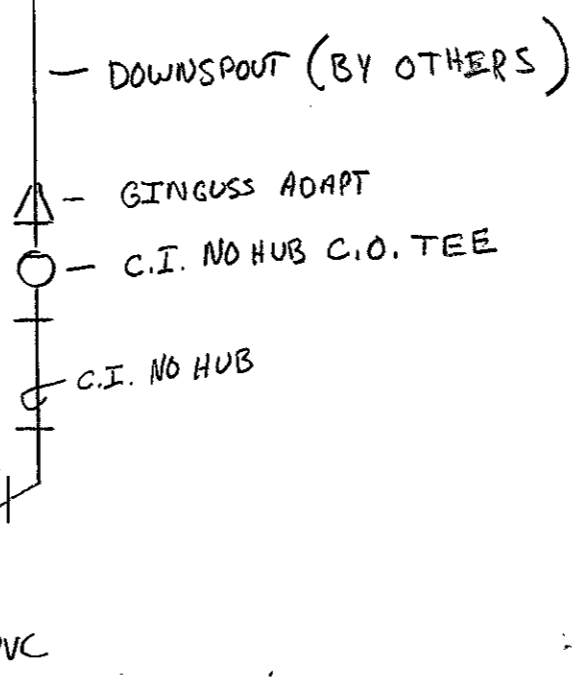 DOWNSPOUT (BY OTHERS)
GINGUSS ADAPT
C.I. NO HUB C.O. TEE
C.I. NO HUB